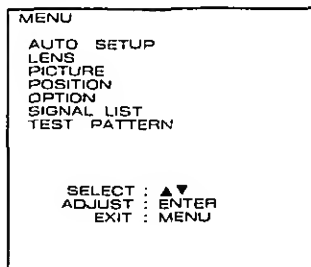 MENU
AUTO SETUP
LENS
PICTURE
POSITION
OPTION
SIGNAL LIST
TEST PATTERN
SELECT : ▲▼
ADJUST : ENTER
EXIT : MENU